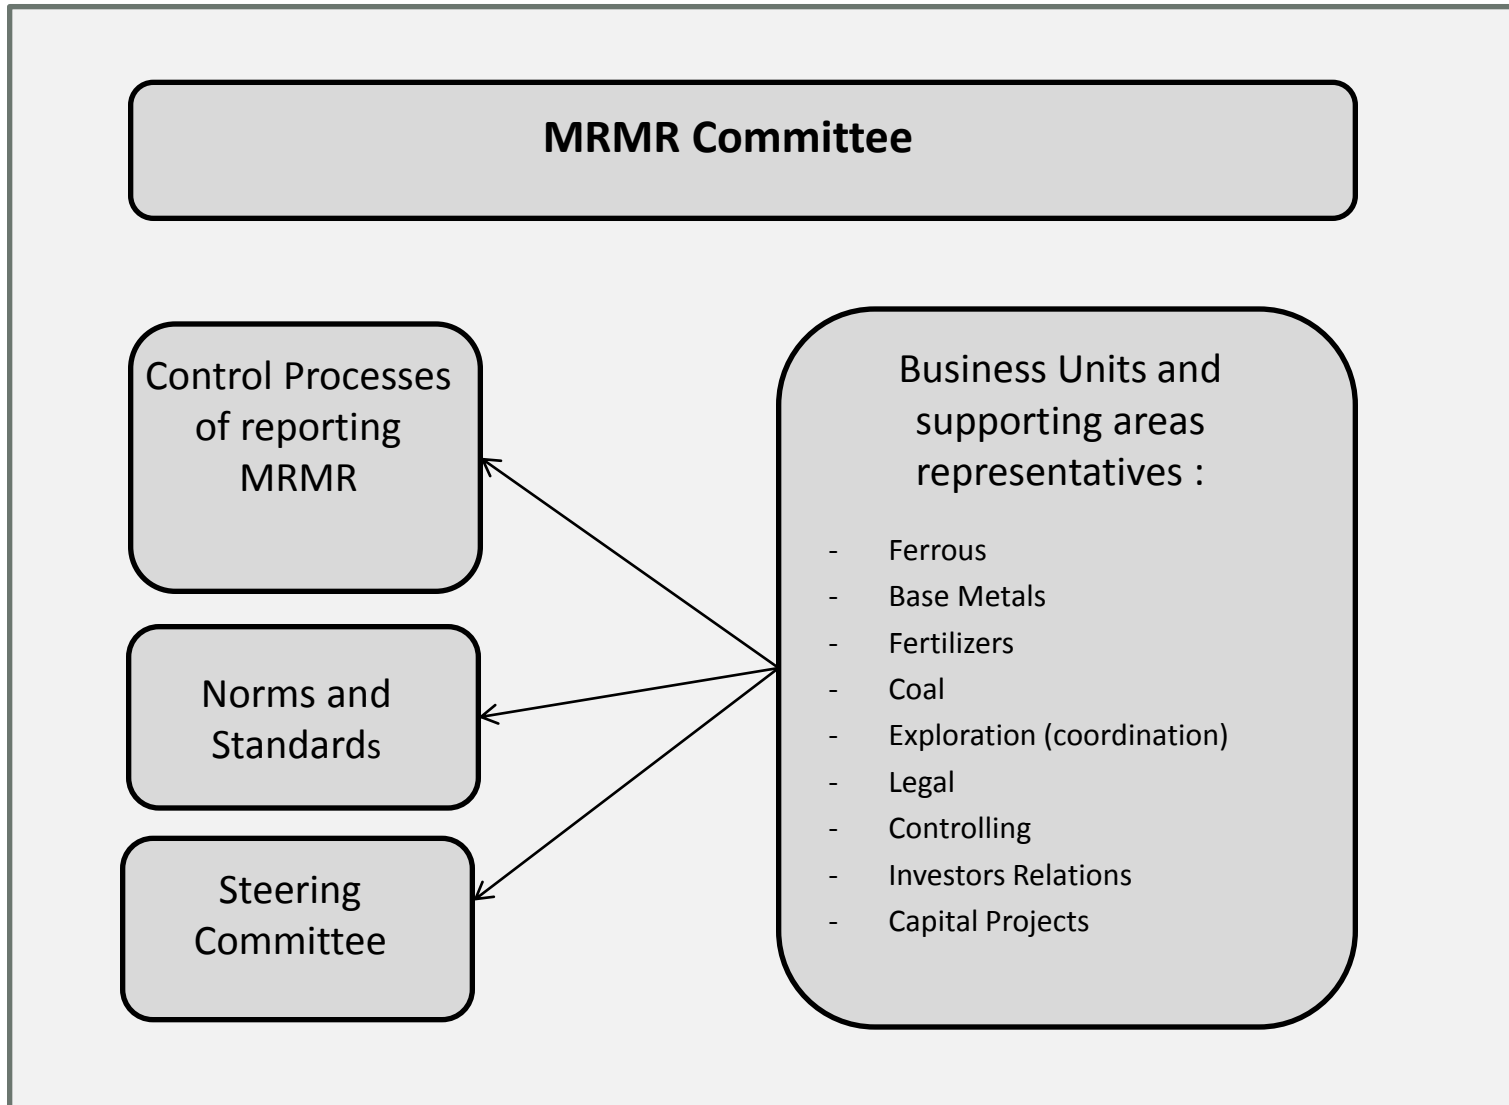 MRMR Committee
Control Processes
of reporting
MRMR
Norms and
Standards
Steering
Committee
Business Units and
supporting areas
representatives :
- Ferrous
- Base Metals
- Fertilizers
- Coal
- Exploration (coordination)
- Legal
- Controlling
- Investors Relations
- Capital Projects